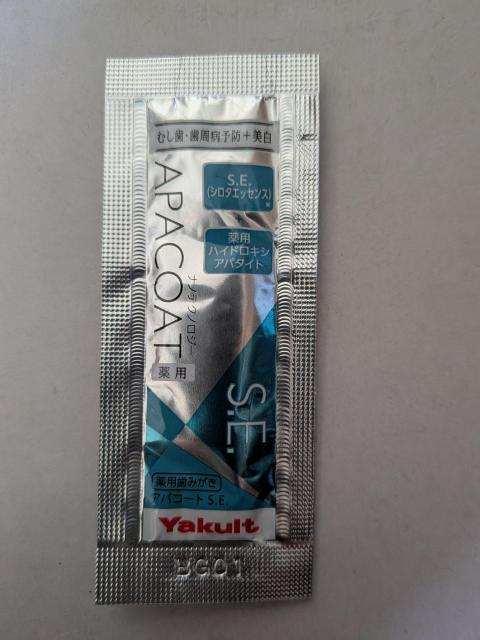 むし歯・歯周病予防＋美白
S.E.
(シロタエッセンス)
※
薬用
ハイドロキシ
アパタイト
APACOAT
ナノテクノロジー
薬用
S.E.
薬用歯みがき
アパコート S.E.
Yakult
BG01